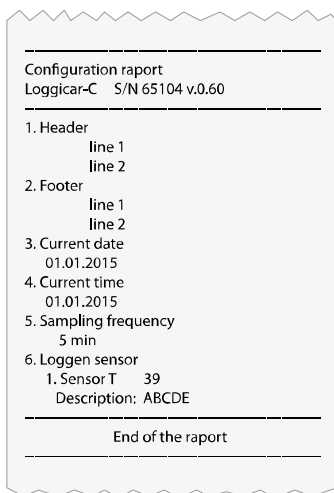 Configuration raport
Loggicar-C S/N 65104 v.0.60
1. Header
line 1
line 2
2. Footer
line 1
line 2
3. Current date
01.01.2015
4. Current time
01.01.2015
5. Sampling frequency
5 min
6. Loggen sensor
1. Sensor T 39
Description: ABCDE
End of the raport